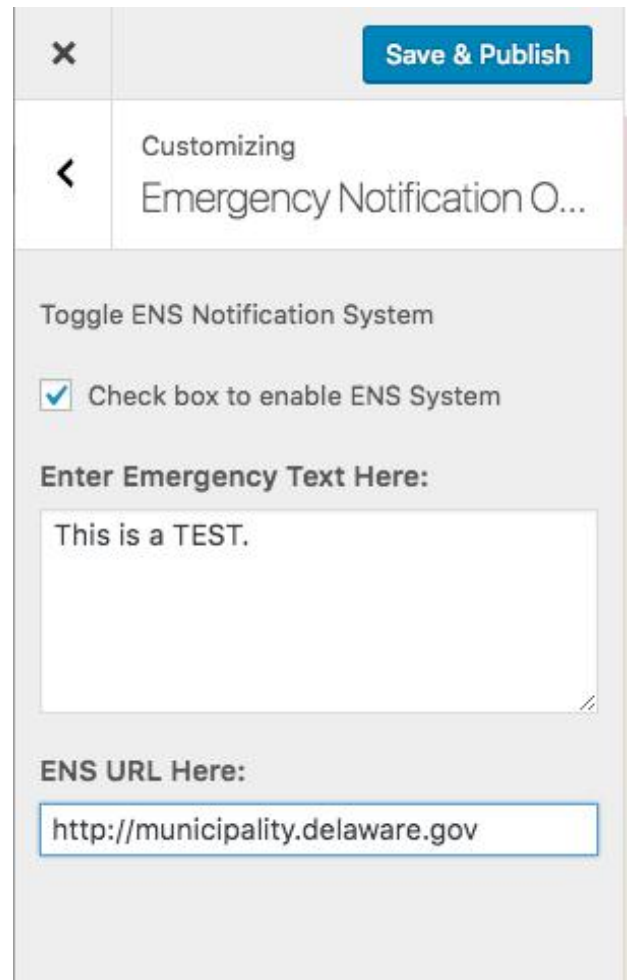 Save & Publish
Customizing
Emergency Notification O...
Toggle ENS Notification System
Check box to enable ENS System
Enter Emergency Text Here:
This is a TEST.
ENS URL Here:
http://municipality.delaware.gov